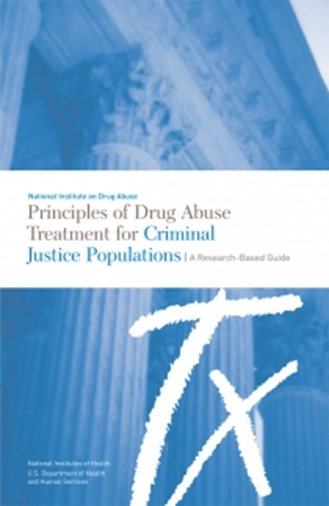 National Institute on Drug Abuse
Principles of Drug Abuse
Treatment for Criminal
Justice Populations | A Research-Based Guide
Tx
National Institutes of Health
U.S. Department of Health
and Human Services